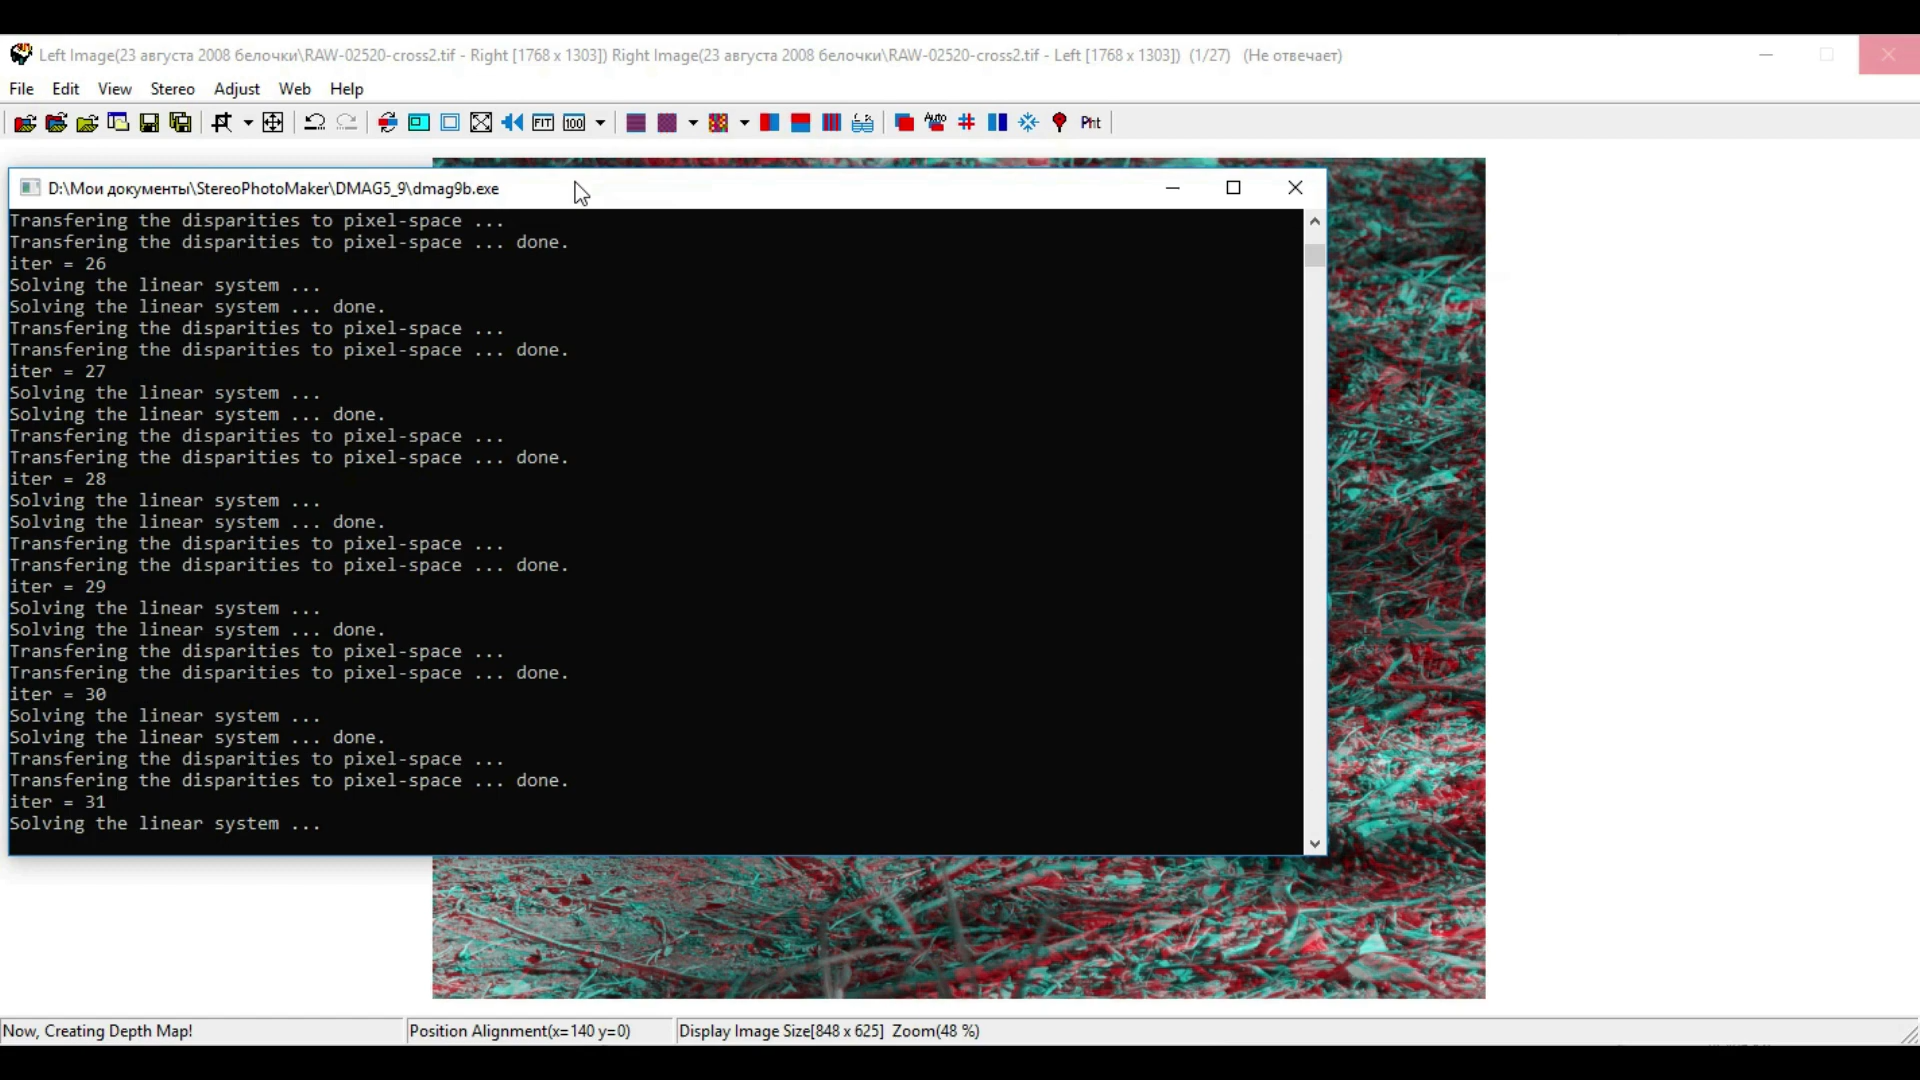 Left Image(23 августа 2008 белочки\RAW-02520-cross2.tif - Right [1768 x 1303]) Right Image(23 августа 2008 белочки\RAW-02520-cross2.tif - Left [1768 x 1303]) (1/27) (Не отвечает)
File Edit View Stereo Adjust Web Help
FIT 100 Auto Pht
D:\Мои документы\StereoPhotoMaker\DMAG5_9\dmag9b.exe
Transfering the disparities to pixel-space ...
Transfering the disparities to pixel-space ... done.
iter = 26
Solving the linear system ...
Solving the linear system ... done.
Transfering the disparities to pixel-space ...
Transfering the disparities to pixel-space ... done.
iter = 27
Solving the linear system ...
Solving the linear system ... done.
Transfering the disparities to pixel-space ...
Transfering the disparities to pixel-space ... done.
iter = 28
Solving the linear system ...
Solving the linear system ... done.
Transfering the disparities to pixel-space ...
Transfering the disparities to pixel-space ... done.
iter = 29
Solving the linear system ...
Solving the linear system ... done.
Transfering the disparities to pixel-space ...
Transfering the disparities to pixel-space ... done.
iter = 30
Solving the linear system ...
Solving the linear system ... done.
Transfering the disparities to pixel-space ...
Transfering the disparities to pixel-space ... done.
iter = 31
Solving the linear system ...
Now, Creating Depth Map! Position Alignment(x=140 y=0) Display Image Size[848 x 625] Zoom(48 %)